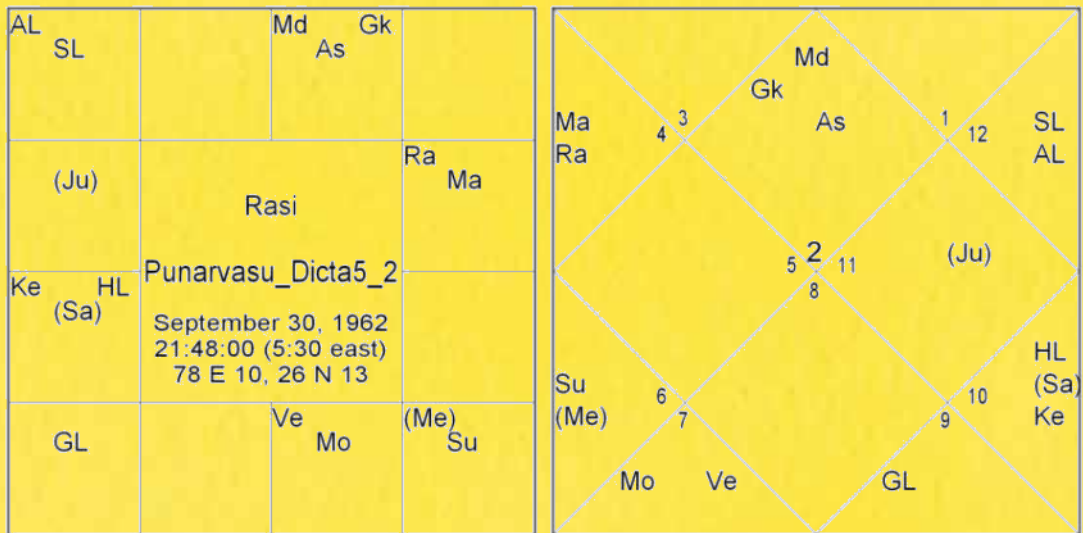 AL
SL
Md Gk
As
(Ju)
Ra
Ma
Rasi
Punarvasu_Dicta5_2
September 30, 1962
21:48:00 (5:30 east)
78 E 10, 26 N 13
Ke HL
(Sa)
GL
Ve
Mo
(Me)
Su
Md
Gk
As
Ma
Ra
3
4
1
12
SL
AL
2
5 11
8
(Ju)
Su
(Me)
6
7
HL
(Sa)
Ke
10
9
Mo Ve
GL